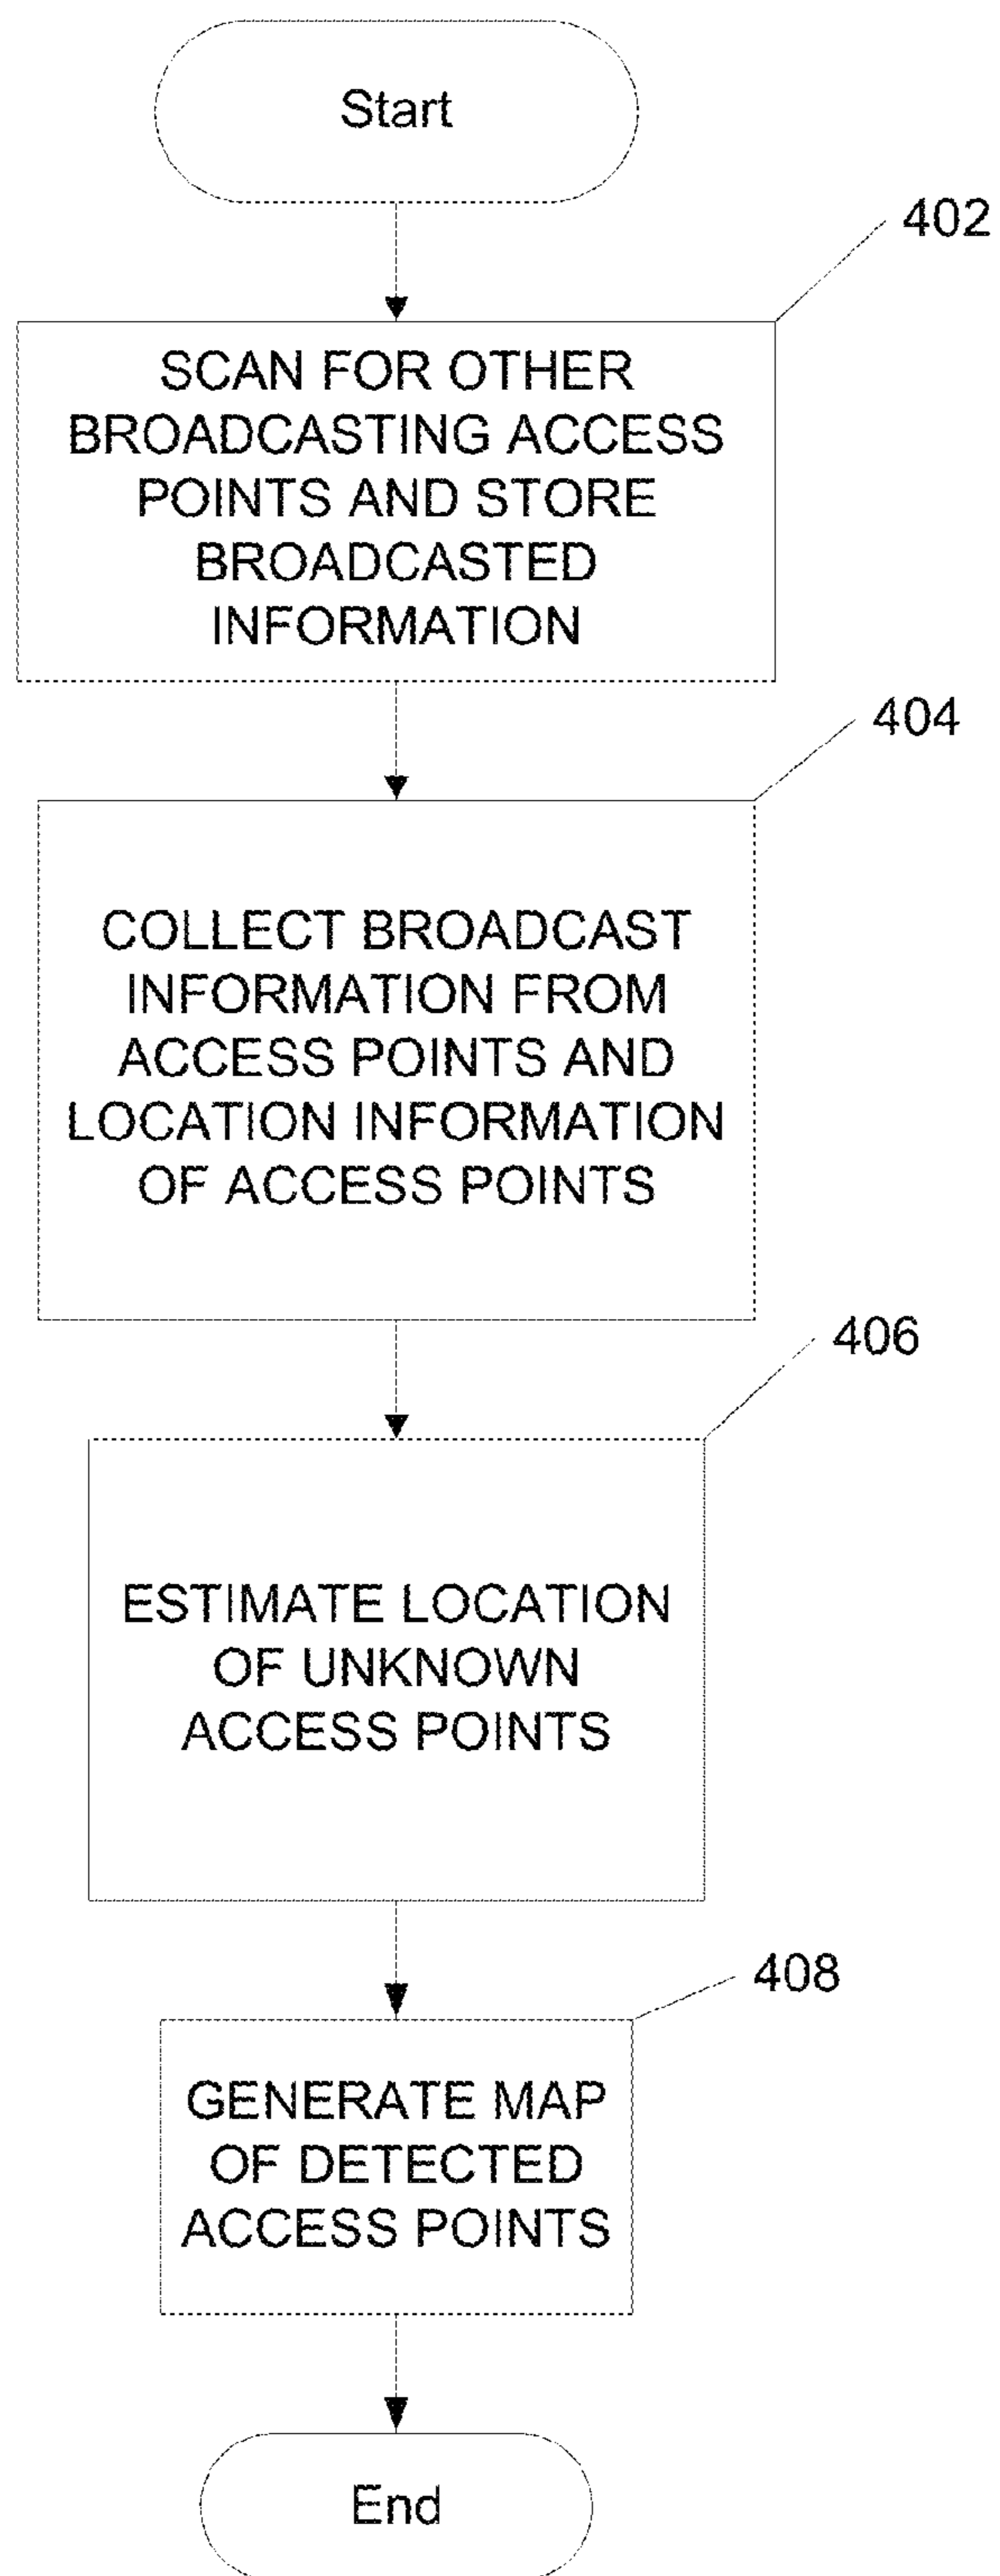 Start
402
SCAN FOR OTHER
BROADCASTING ACCESS
POINTS AND STORE
BROADCASTED
INFORMATION
404
COLLECT BROADCAST
INFORMATION FROM
ACCESS POINTS AND
LOCATION INFORMATION
OF ACCESS POINTS
406
ESTIMATE LOCATION
OF UNKNOWN
ACCESS POINTS
408
GENERATE MAP
OF DETECTED
ACCESS POINTS
End